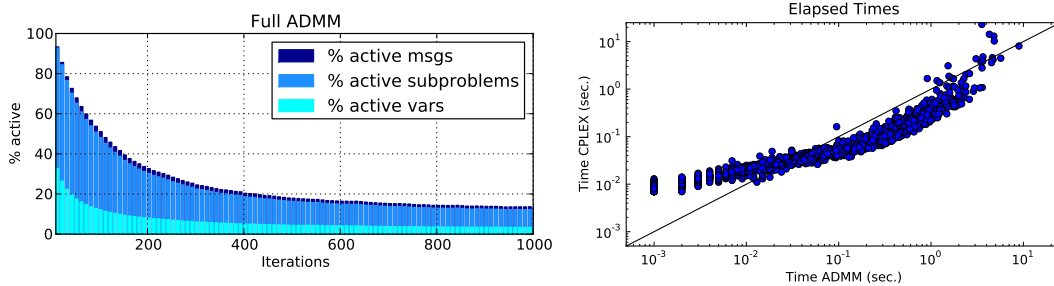 Full ADMM
% active
100
80
60
40
20
0
% active msgs
% active subproblems
% active vars
200
400
600
800
1000
Iterations
Elapsed Times
Time CPLEX (sec.)
10^1
10^0
10^-1
10^-2
10^-3
10^-3
10^-2
10^-1
10^0
10^1
Time ADMM (sec.)